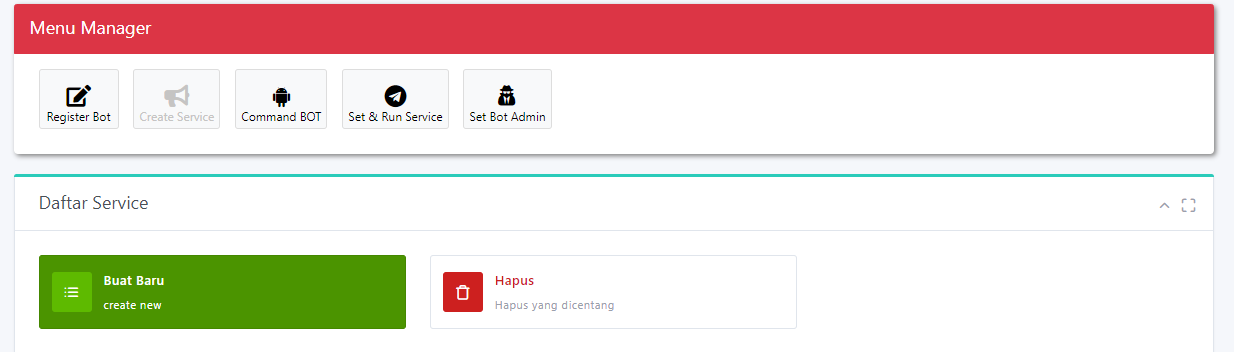 Menu Manager
Register Bot
Create Service
Command BOT
Set & Run Service
Set Bot Admin
Daftar Service
Buat Baru
create new
Hapus
Hapus yang dicentang